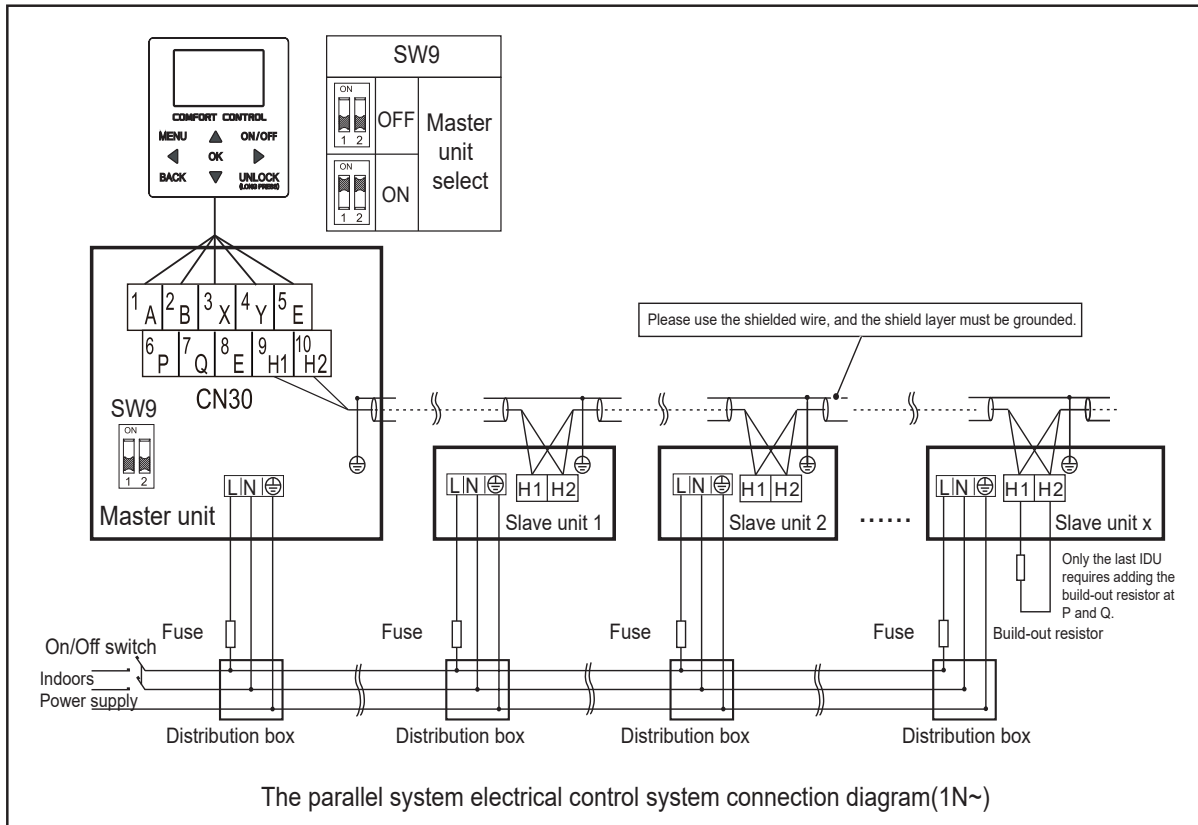 COMFORT CONTROL
MENU ON/OFF
OK
BACK UNLOCK
(LONG PRESS)
SW9
ON
1 2
OFF
ON
1 2
ON
Master
unit
select
1 A 2 B 3 X 4 Y 5 E
6 P 7 Q 8 E 9 H1 10 H2
CN30
SW9
ON
1 2
L N
Master unit
Please use the shielded wire, and the shield layer must be grounded.
L N H1 H2
Slave unit 1
L N H1 H2
Slave unit 2
......
L N H1 H2
Slave unit x
Only the last IDU
requires adding the
build-out resistor at
P and Q.
Build-out resistor
Fuse
Fuse
Fuse
Fuse
On/Off switch
Indoors
Power supply
Distribution box
Distribution box
Distribution box
Distribution box
The parallel system electrical control system connection diagram(1N~)